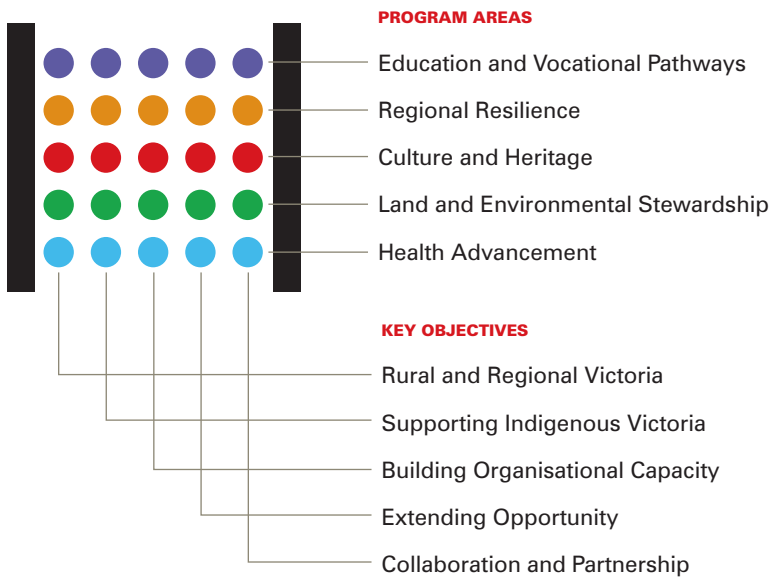 PROGRAM AREAS
Education and Vocational Pathways
Regional Resilience
Culture and Heritage
Land and Environmental Stewardship
Health Advancement
KEY OBJECTIVES
Rural and Regional Victoria
Supporting Indigenous Victoria
Building Organisational Capacity
Extending Opportunity
Collaboration and Partnership